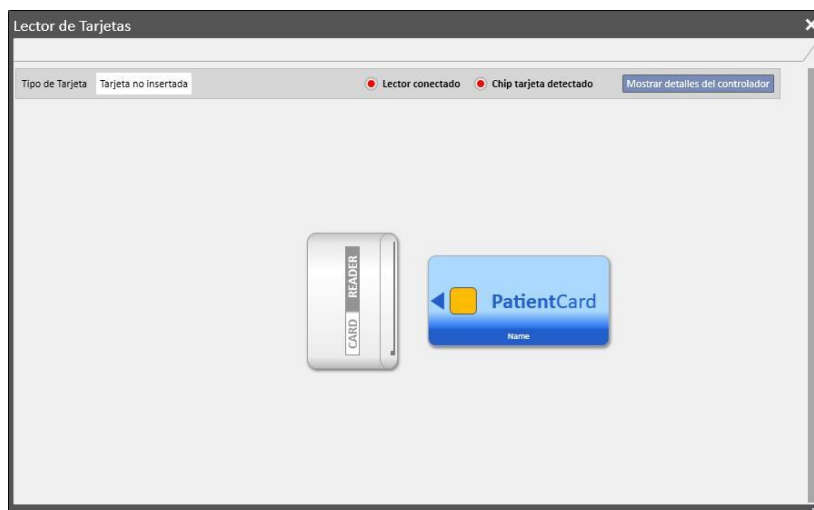 Lector de Tarjetas
Tipo de Tarjeta Tarjeta no insertada Lector conectado Chip tarjeta detectado Mostrar detalles del controlador
CARD READER
PatientCard
Name